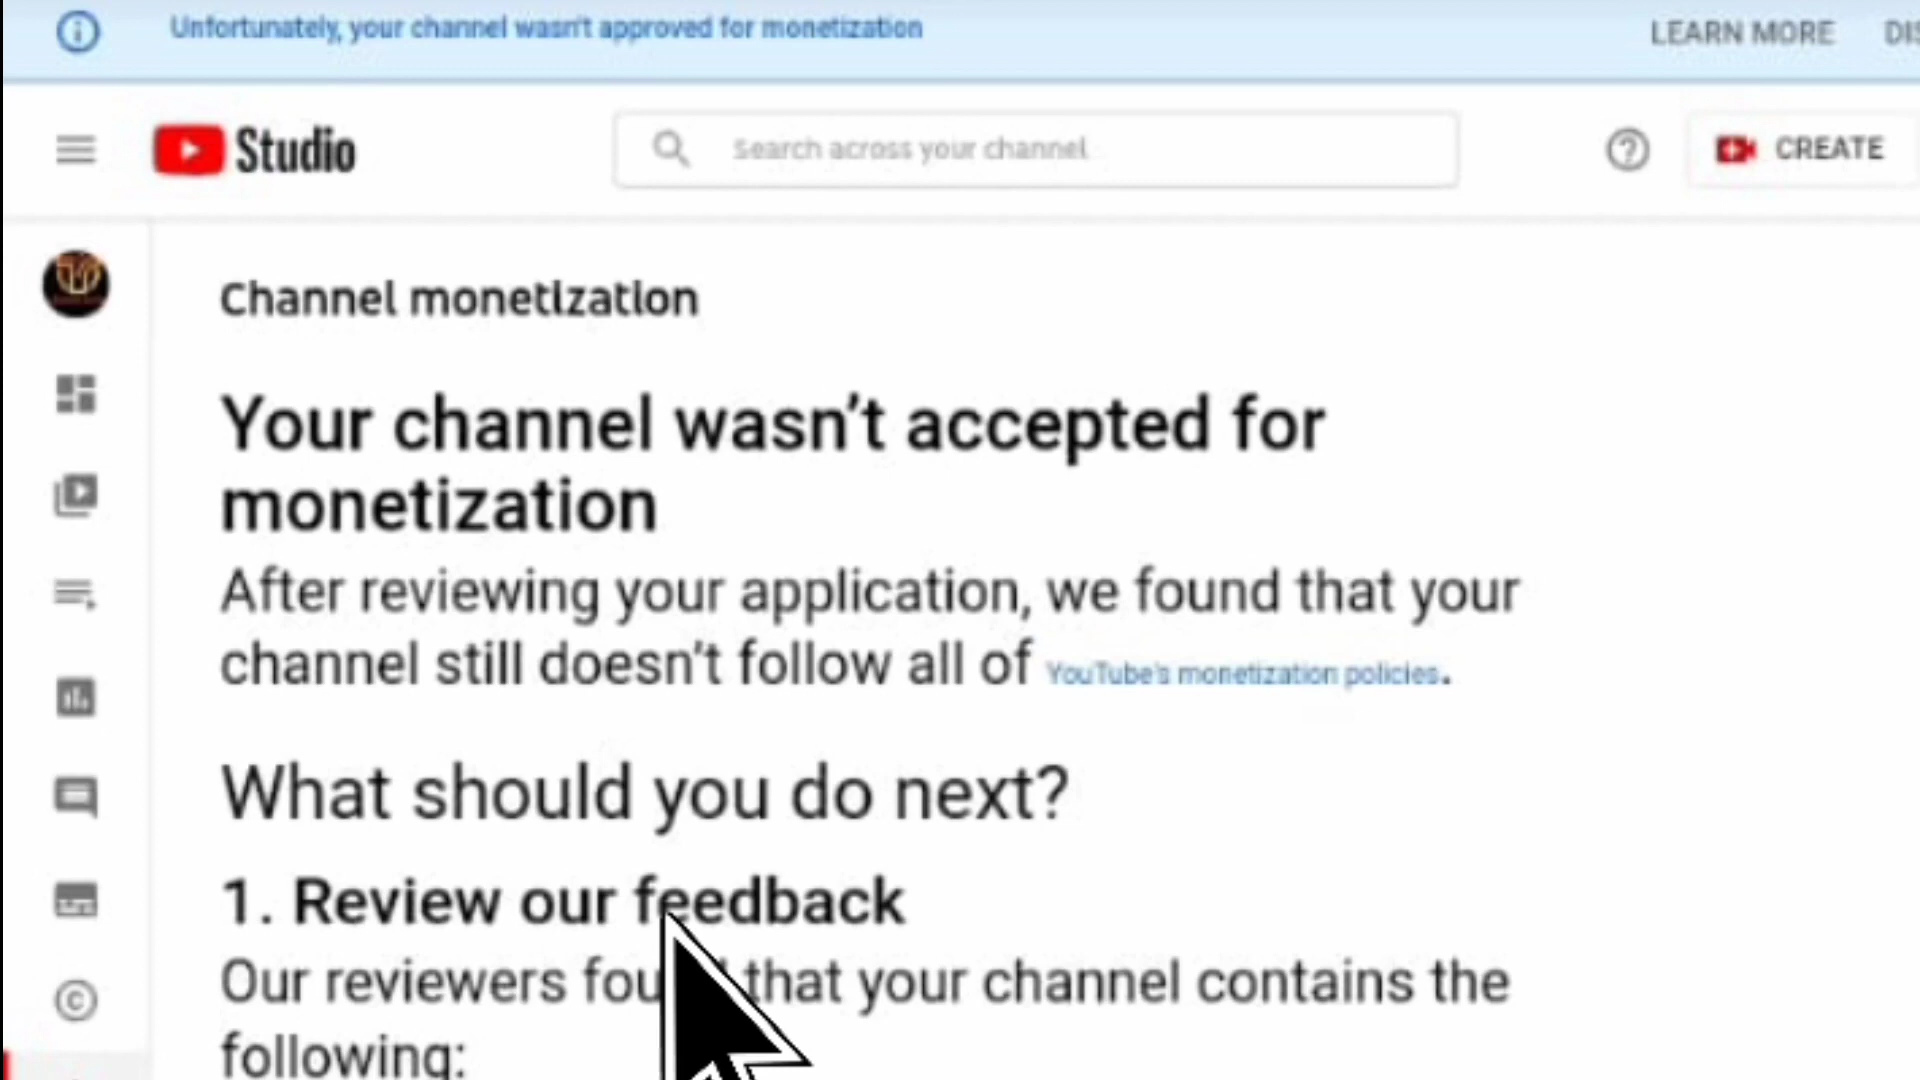 Unfortunately, your channel wasn't approved for monetization
LEARN MORE
Studio
Search across your channel
CREATE
Channel monetization
Your channel wasn't accepted for
monetization
After reviewing your application, we found that your
channel still doesn't follow all of YouTube's monetization policies.
What should you do next?
1. Review our feedback
Our reviewers that your channel contains the
following: